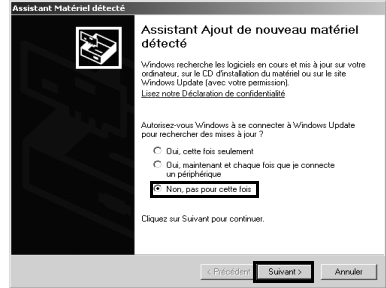 Assistant Matériel détecté
Assistant Ajout de nouveau matériel
détecté
Windows recherche les logiciels en cours et mis à jour sur votre
ordinateur, sur le CD d'installation du matériel ou sur le site
Windows Update (avec votre permission).
Lisez notre Déclaration de confidentialité
Autorisez-vous Windows à se connecter à Windows Update
pour rechercher des mises à jour ?
Oui, cette fois seulement
Oui, maintenant et chaque fois que je connecte
un périphérique
Non, pas pour cette fois
Cliquez sur Suivant pour continuer.
< Précédent
Suivant >
Annuler